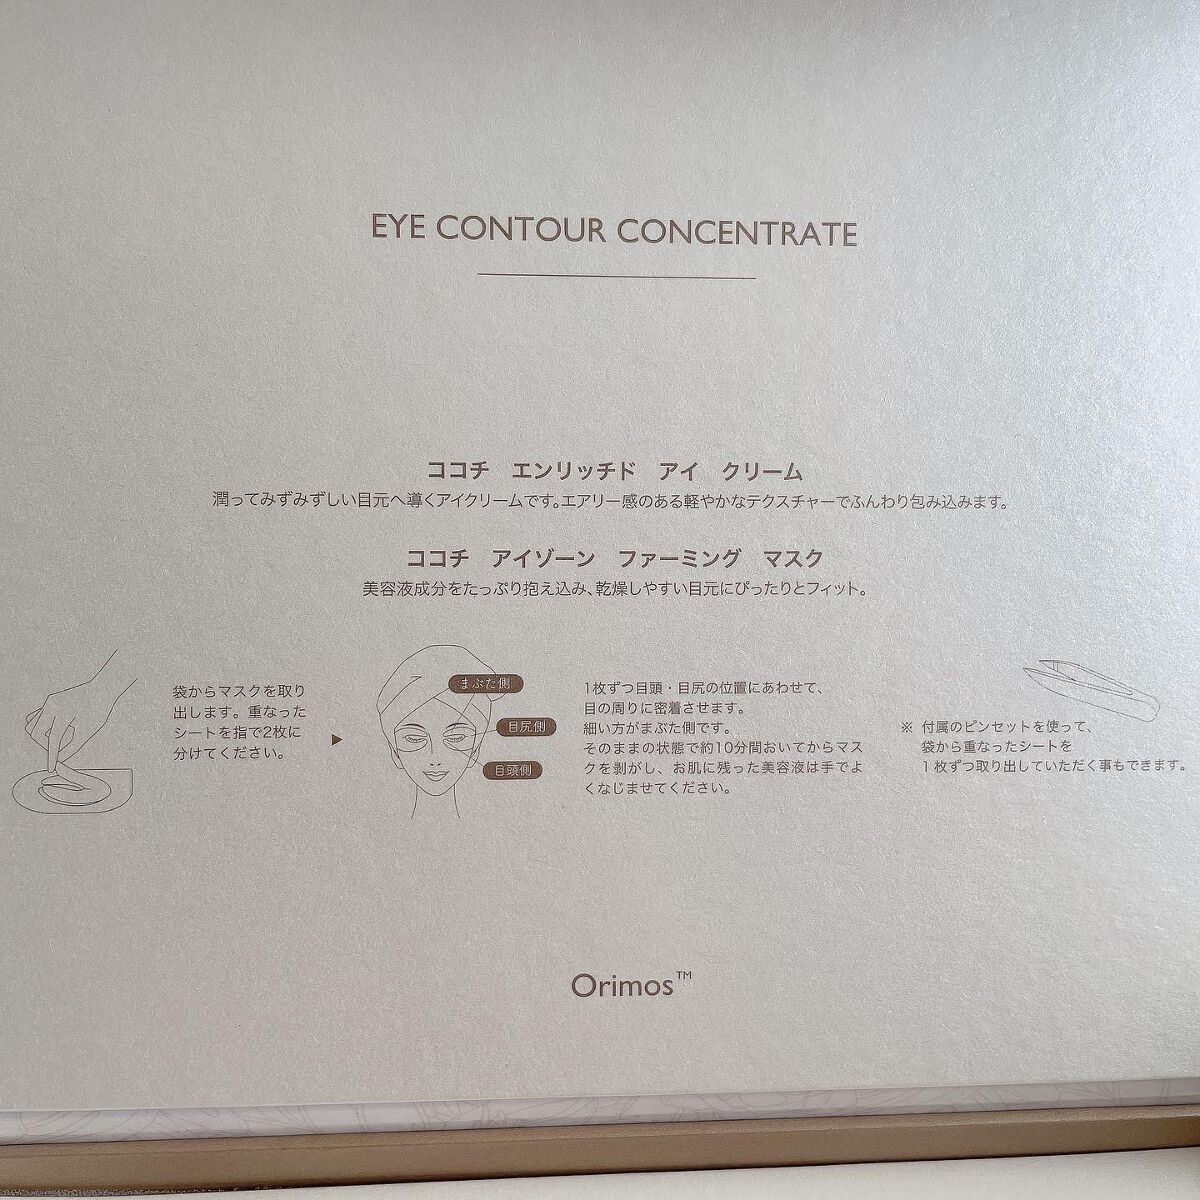 EYE CONTOUR CONCENTRATE
ココチ エンリッチド アイ クリーム
潤ってみずみずしい目元へ導くアイクリームです。エアリー感のある軽やかなテクスチャーでふんわり包み込みます。
ココチ アイゾーン ファーミング マスク
美容液成分をたっぷり抱え込み、乾燥しやすい目元にぴったりとフィット。
袋からマスクを取り
出します。重なった
シートを指で2枚に
分けてください。
まぶた側
目尻側
目頭側
1枚ずつ目頭・目尻の位置にあわせて、
目の周りに密着させます。
細い方がまぶた側です。
そのままの状態で約10分間おいてからマス
クを剥がし、お肌に残った美容液は手でよ
くなじませてください。
※ 付属のピンセットを使って、
袋から重なったシートを
1枚ずつ取り出していただく事もできます。
Orimos™